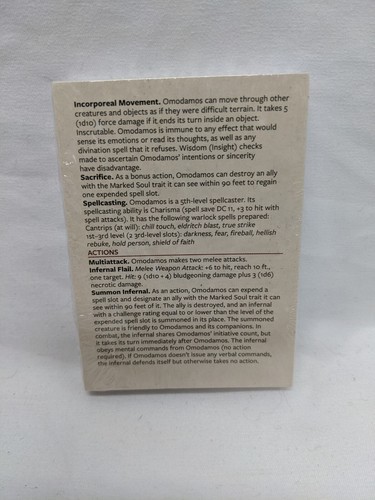 Incorporeal Movement. Omodamos can move through other
creatures and objects as if they were difficult terrain. It takes 5
(1d10) force damage if it ends its turn inside an object.
Inscrutable. Omodamos is immune to any effect that would
sense its emotions or read its thoughts, as well as any
divination spell that it refuses. Wisdom (Insight) checks
made to ascertain Omodamos' intentions or sincerity
have disadvantage.
Sacrifice. As a bonus action, Omodamos can destroy an ally
with the Marked Soul trait it can see within 90 feet to regain
one expended spell slot.
Spellcasting. Omodamos is a 5th-level spellcaster. Its
spellcasting ability is Charisma (spell save DC 11, +3 to hit with
spell attacks). It has the following warlock spells prepared:
Cantrips (at will): chill touch, eldritch blast, true strike
1st–3rd level (2 3rd-level slots): darkness, fear, fireball, hellish
rebuke, hold person, shield of faith
ACTIONS
Multiattack. Omodamos makes two melee attacks.
Infernal Flail. Melee Weapon Attack: +6 to hit, reach 10 ft.,
one target. Hit: 9 (1d10 + 4) bludgeoning damage plus 3 (1d6)
necrotic damage.
Summon Infernal. As an action, Omodamos can expend a
spell slot and designate an ally with the Marked Soul trait it can
see within 90 feet of it. The ally is destroyed, and an infernal
with a challenge rating equal to or lower than the level of the
expended spell slot is summoned in its place. The summoned
creature is friendly to Omodamos and its companions. In
combat, the infernal shares Omodamos' initiative count, but
it takes its turn immediately after Omodamos. The infernal
obeys mental commands from Omodamos (no action
required). If Omodamos doesn't issue any verbal commands,
the infernal defends itself but otherwise takes no action.